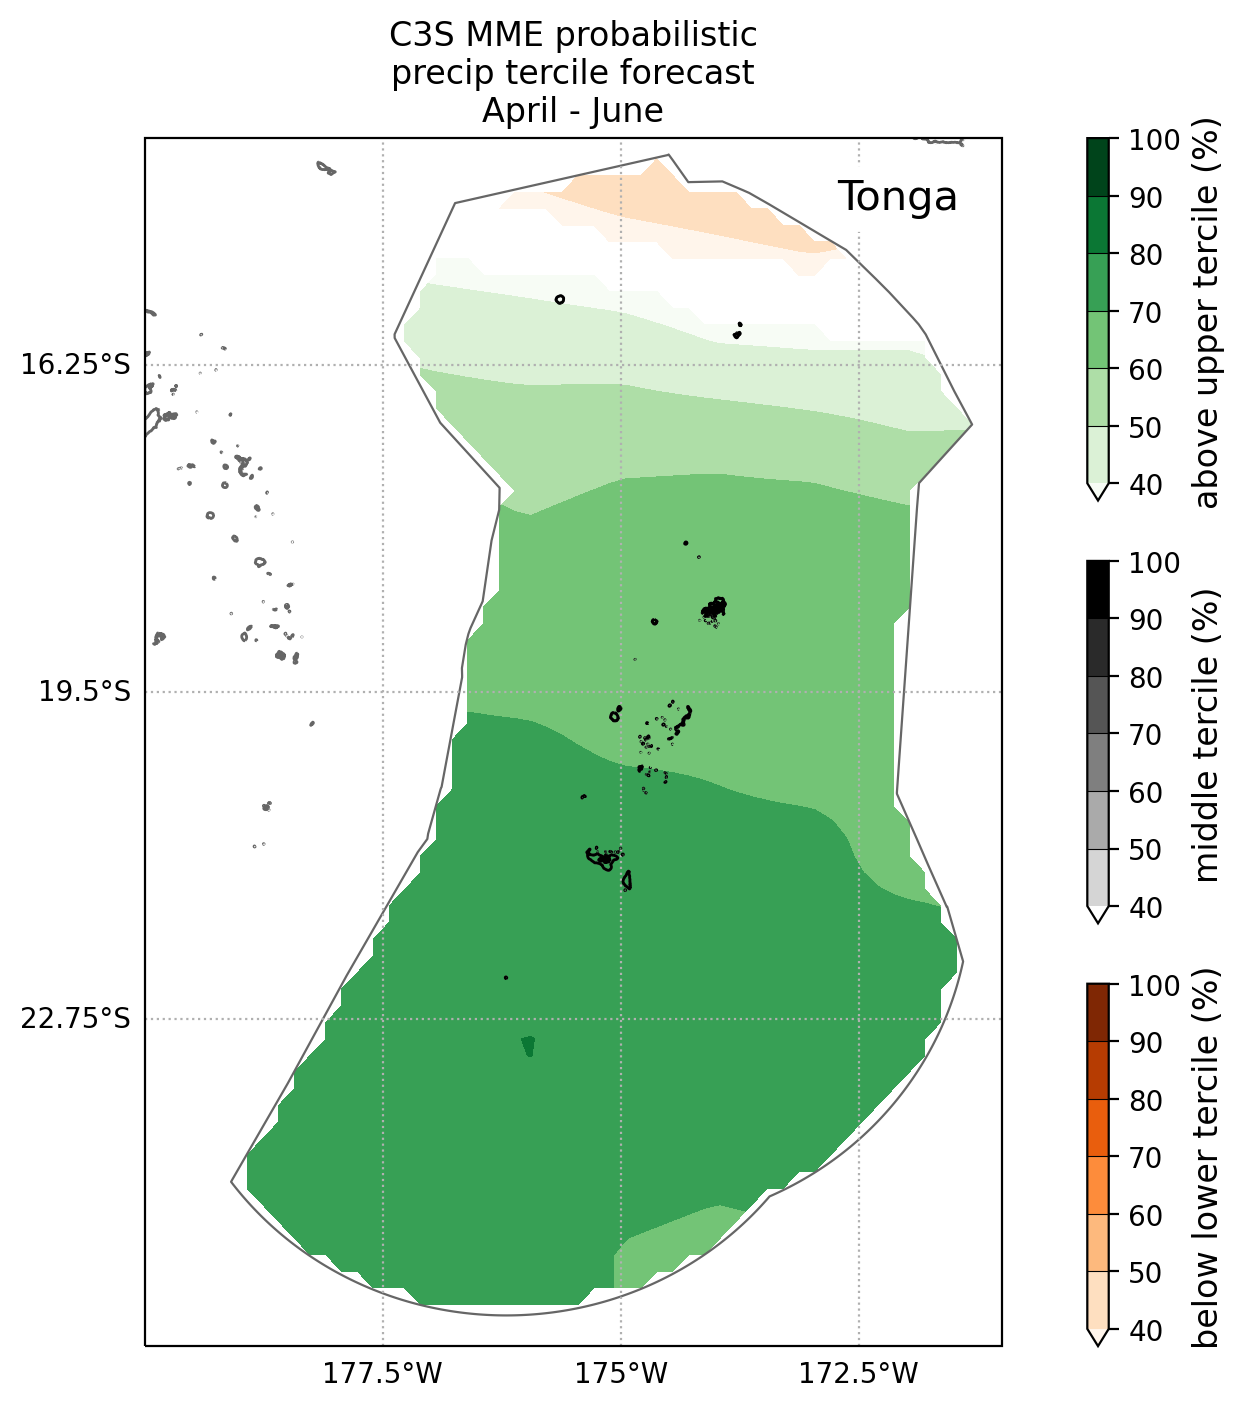 C3S MME probabilistic
precip tercile forecast
April - June
Tonga
16.25°S
19.5°S
22.75°S
177.5°W
175°W
172.5°W
100
90
80
70
60
50
40
above upper tercile (%)
100
90
80
70
60
50
40
middle tercile (%)
100
90
80
70
60
50
40
below lower tercile (%)